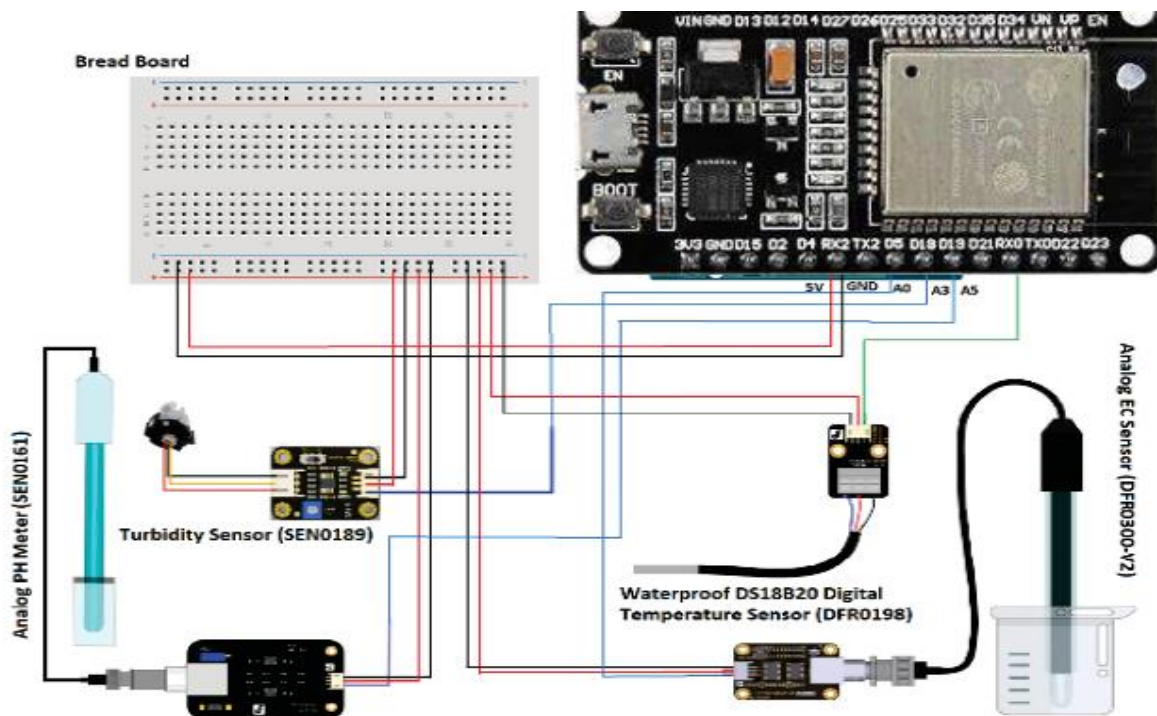 VIN GND D13 D12 D14 D27 D26 D25 D33 D32 D35 D34 VN VP EN
Bread Board
EN
BOOT
3V3 GND D15 D2 D4 RX2 TX2 D5 D18 D19 D21 RX0 TX0 D22 D23
5V GND A0 A3 A5
Analog PH Meter (SEN0161)
Turbidity Sensor (SEN0189)
Waterproof DS18B20 Digital
Temperature Sensor (DFR0198)
Analog EC Sensor (DFR0300-V2)